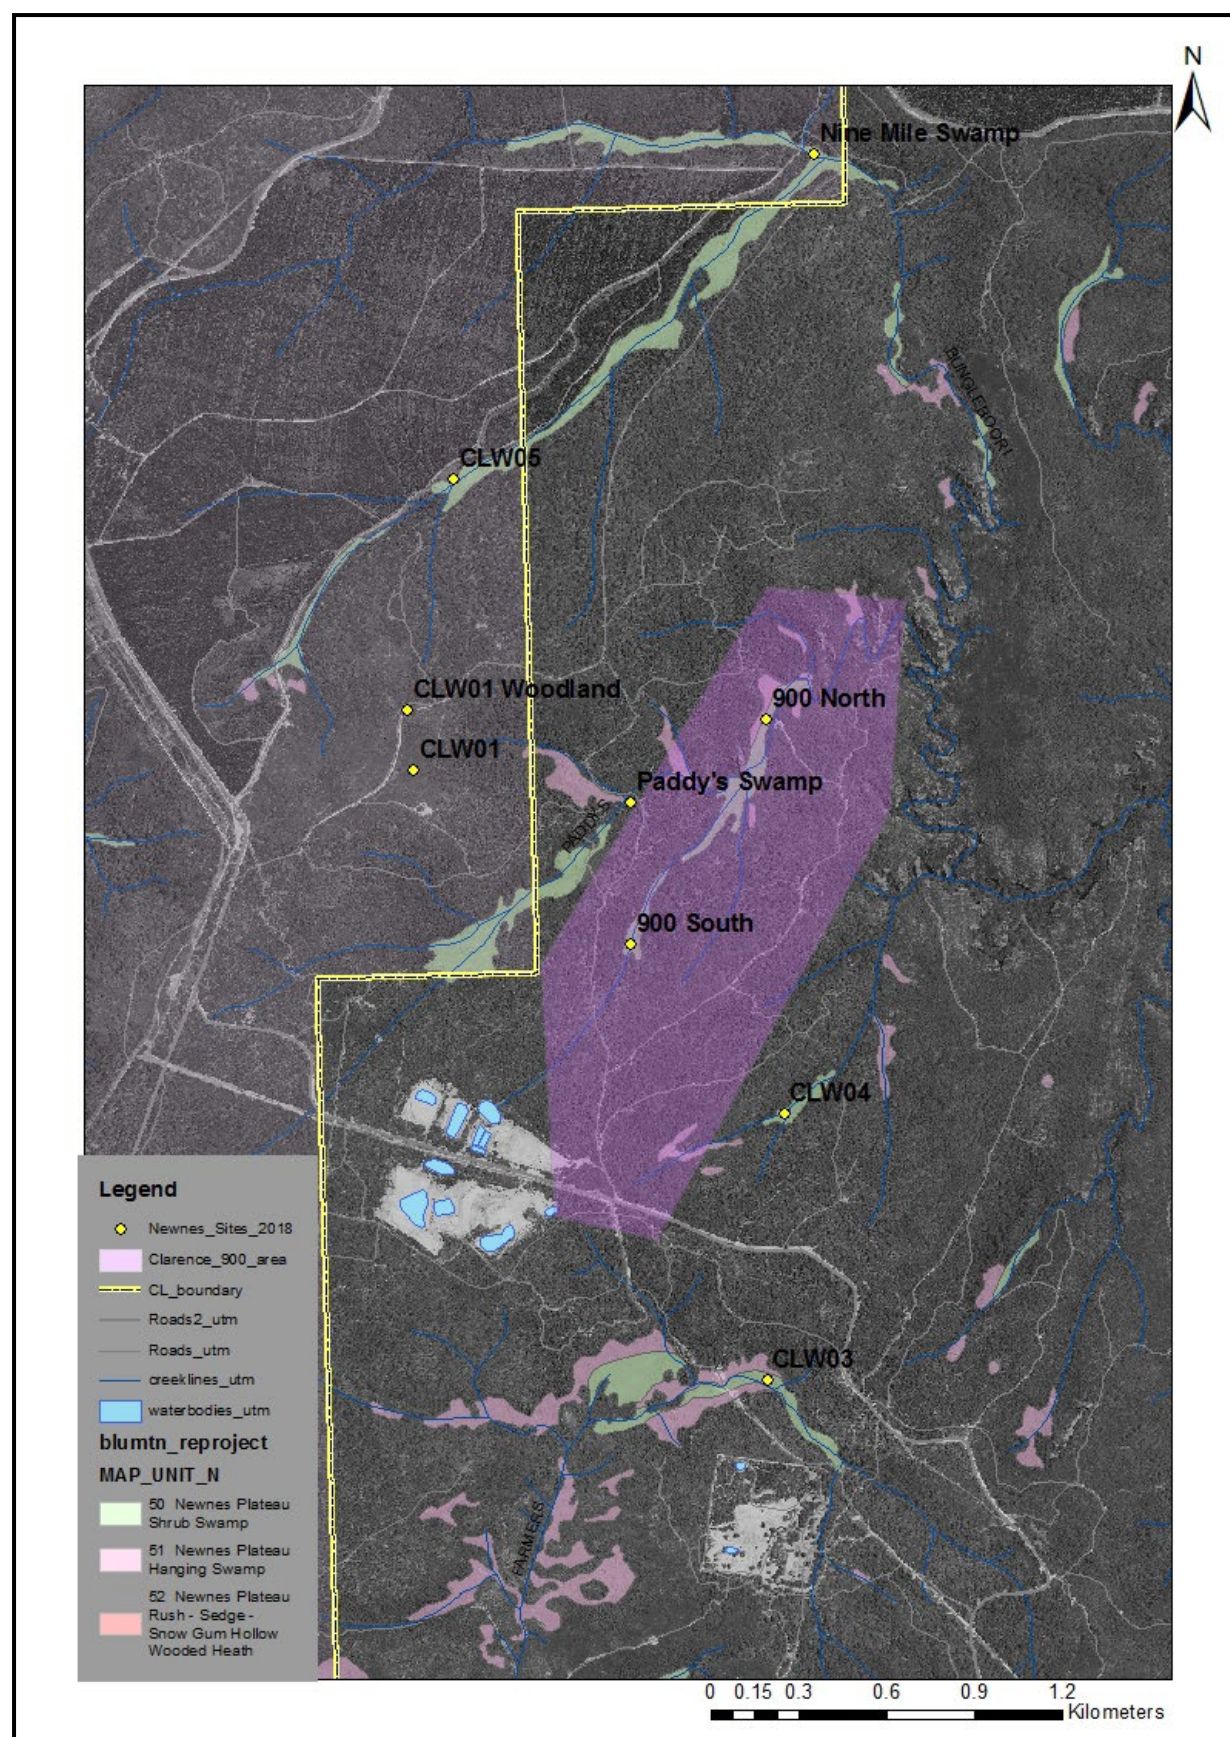 N
Nine Mile Swamp
BUNGLEBOORI
CLW05
CLW01 Woodland
900 North
CLW01
Paddy's Swamp
PADDYS
900 South
CLW04
Legend
Newnes_Sites_2018
Clarence_900_area
CL_boundary
Roads2_utm
Roads_utm
creeklines_utm
waterbodies_utm
blumtn_reproject
MAP_UNIT_N
50 Newnes Plateau
Shrub Swamp
51 Newnes Plateau
Hanging Swamp
52 Newnes Plateau
Rush - Sedge -
Snow Gum Hollow
Wooded Heath
CLW03
FARMERS
0 0.15 0.3 0.6 0.9 1.2
Kilometers